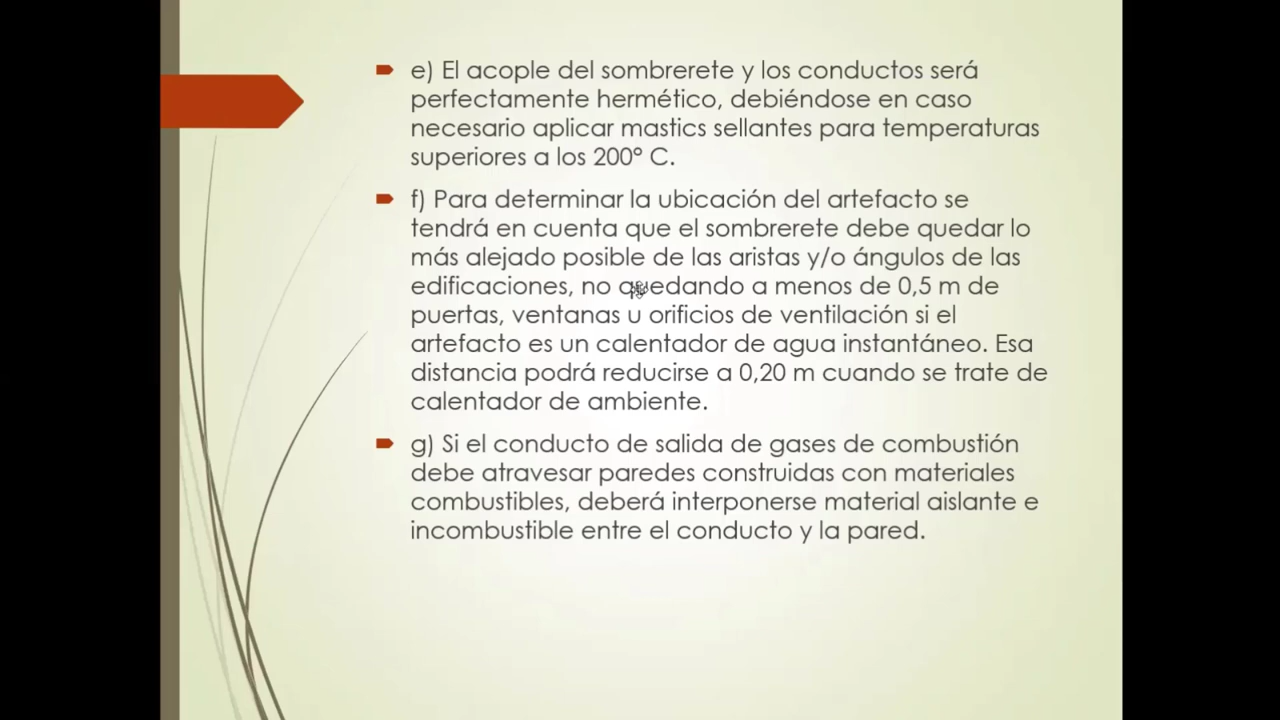 e) El acople del sombrerete y los conductos será
perfectamente hermético, debiéndose en caso
necesario aplicar mastics sellantes para temperaturas
superiores a los 200° C.
f) Para determinar la ubicación del artefacto se
tendrá en cuenta que el sombrerete debe quedar lo
más alejado posible de las aristas y/o ángulos de las
edificaciones, no quedando a menos de 0,5 m de
puertas, ventanas u orificios de ventilación si el
artefacto es un calentador de agua instantáneo. Esa
distancia podrá reducirse a 0,20 m cuando se trate de
calentador de ambiente.
g) Si el conducto de salida de gases de combustión
debe atravesar paredes construidas con materiales
combustibles, deberá interponerse material aislante e
incombustible entre el conducto y la pared.